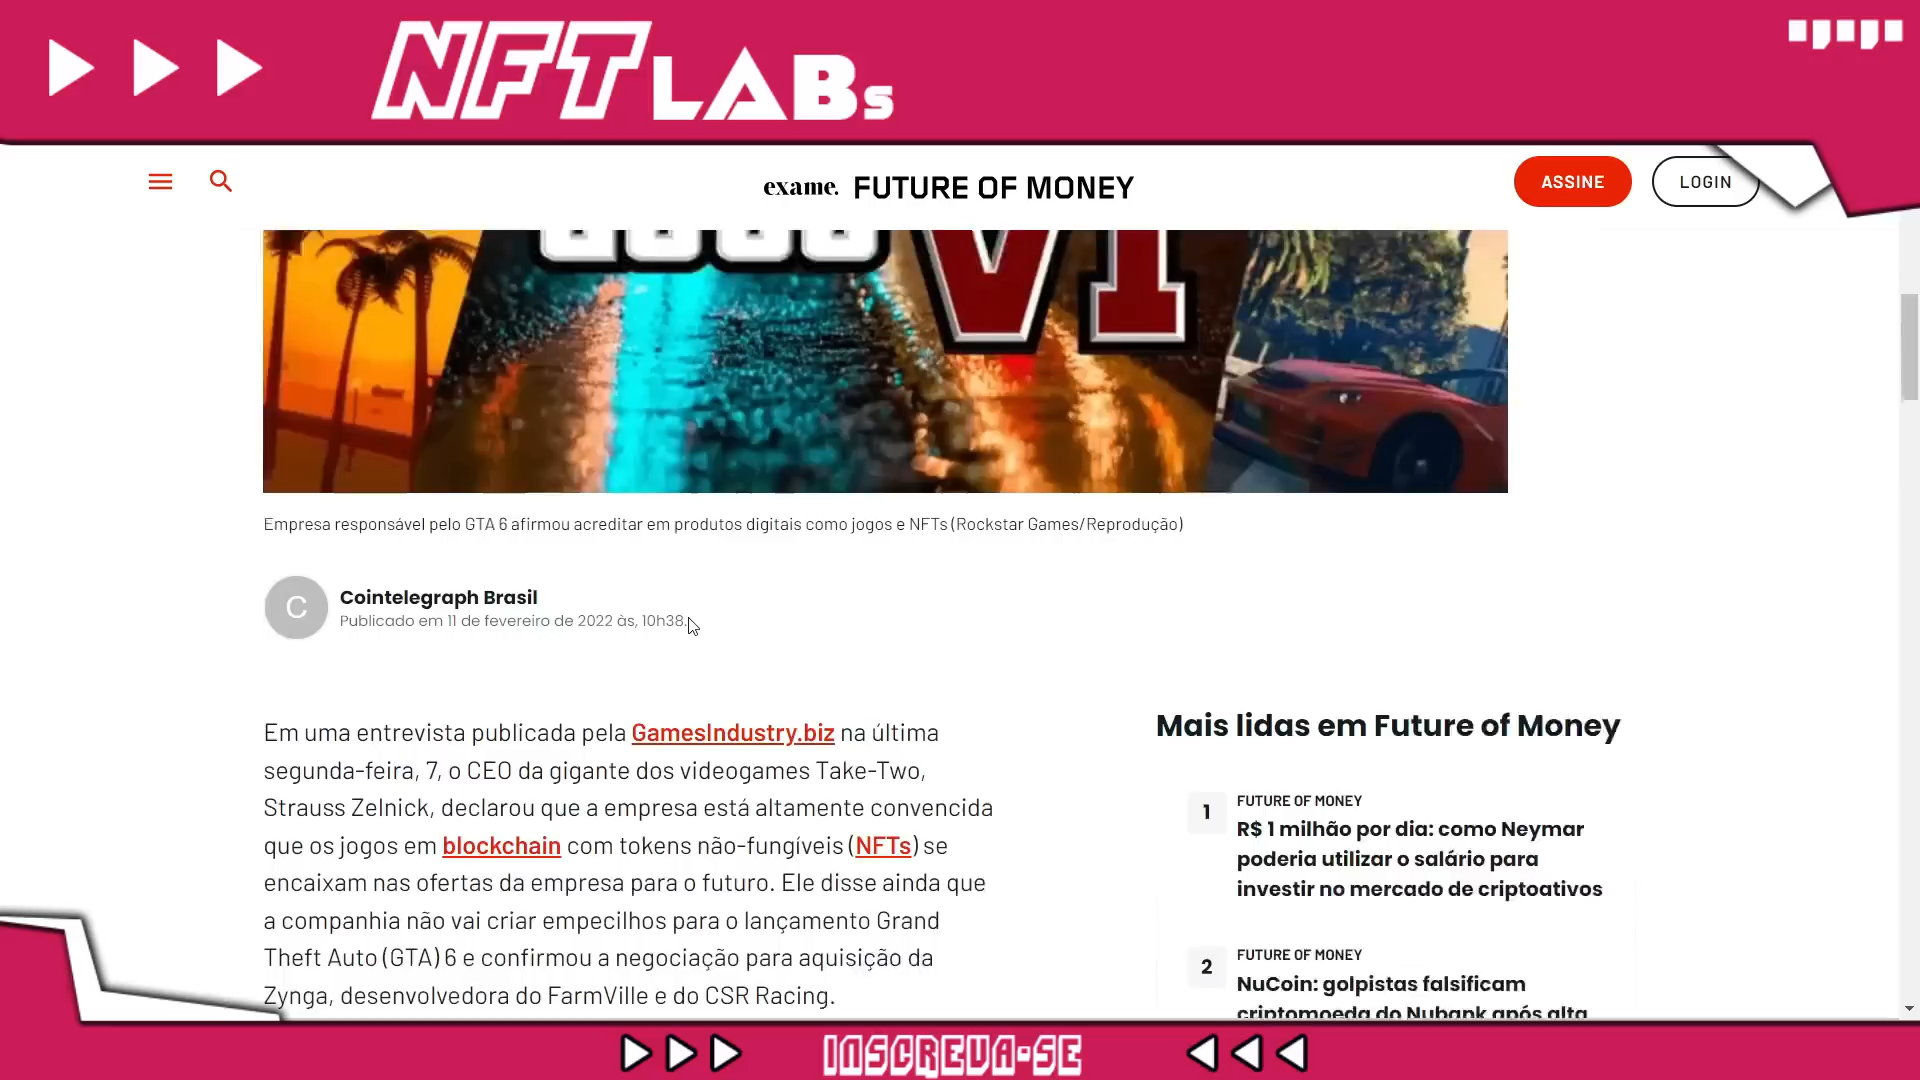 NFT LABs
exame. FUTURE OF MONEY
ASSINE
LOGIN
VI
Empresa responsável pelo GTA 6 afirmou acreditar em produtos digitais como jogos e NFTs (Rockstar Games/Reprodução)
C
Cointelegraph Brasil
Publicado em 11 de fevereiro de 2022 às, 10h38.
Em uma entrevista publicada pela GamesIndustry.biz na última
segunda-feira, 7, o CEO da gigante dos videogames Take-Two,
Strauss Zelnick, declarou que a empresa está altamente convencida
que os jogos em blockchain com tokens não-fungíveis (NFTs) se
encaixam nas ofertas da empresa para o futuro. Ele disse ainda que
a companhia não vai criar empecilhos para o lançamento Grand
Theft Auto (GTA) 6 e confirmou a negociação para aquisição da
Zynga, desenvolvedora do FarmVille e do CSR Racing.
Mais lidas em Future of Money
1
FUTURE OF MONEY
R$ 1 milhão por dia: como Neymar
poderia utilizar o salário para
investir no mercado de criptoativos
2
FUTURE OF MONEY
NuCoin: golpistas falsificam
criptomoeda do Nubank após alta
INSCREVA-SE